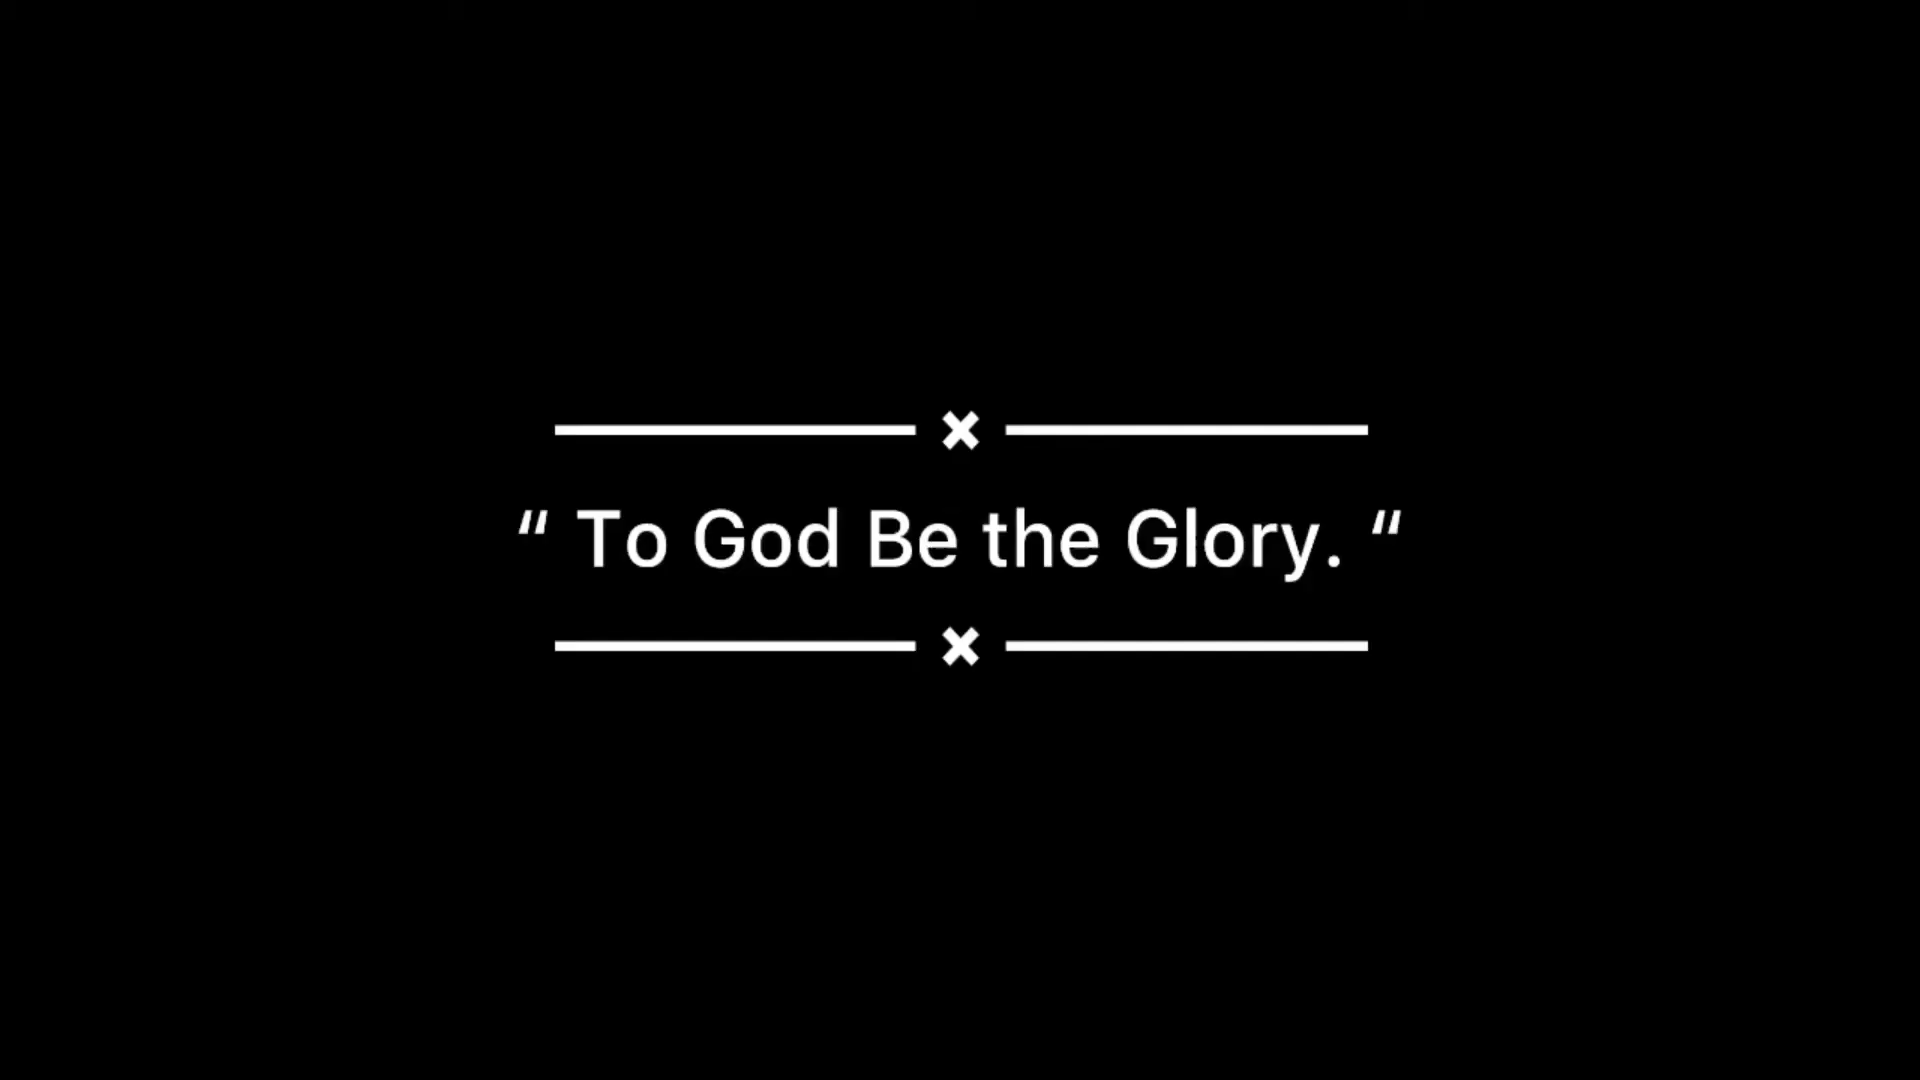 “ To God Be the Glory. “